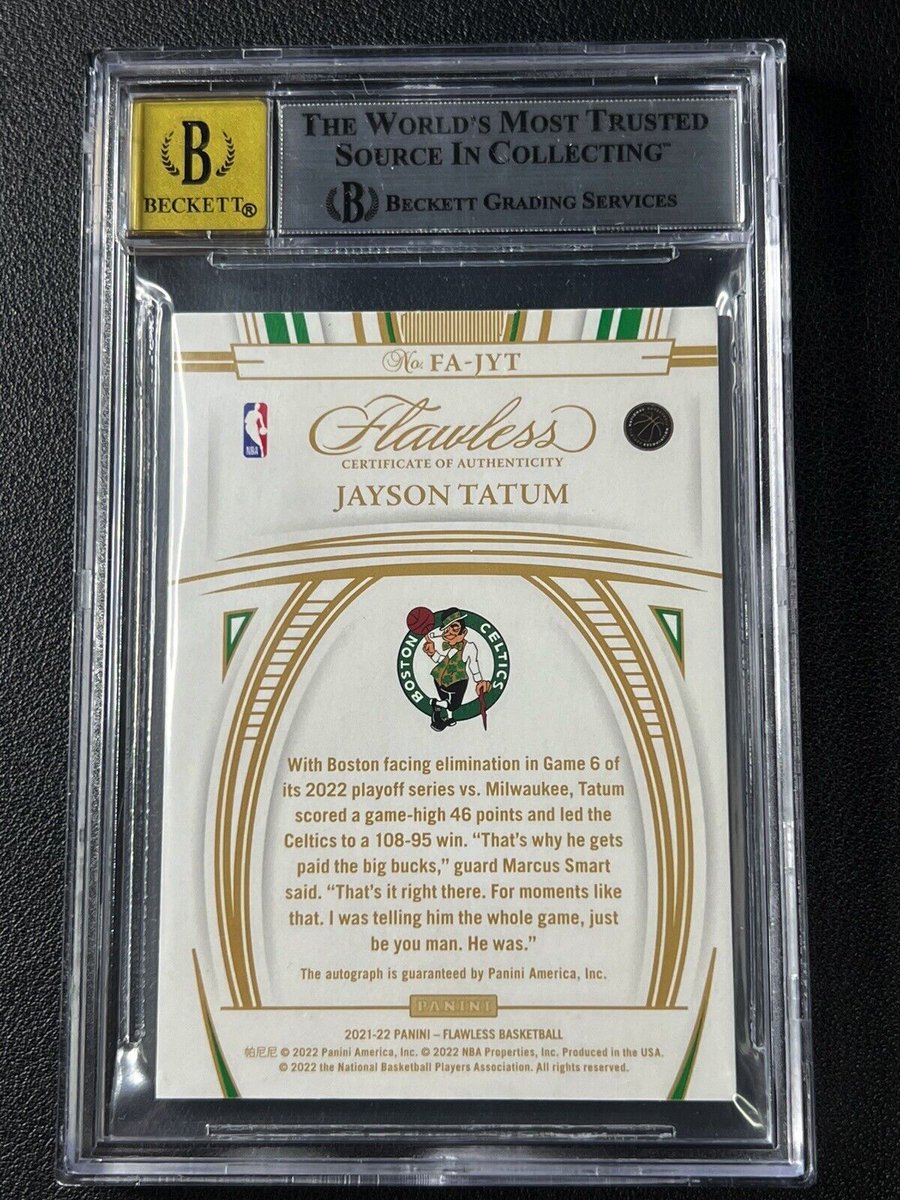 B
BECKETT®
THE WORLD'S MOST TRUSTED
SOURCE IN COLLECTING™
B BECKETT GRADING SERVICES
No. FA-JYT
NBA
Flawless
CERTIFICATE OF AUTHENTICITY
JAYSON TATUM
BOSTON CELTICS
With Boston facing elimination in Game 6 of
its 2022 playoff series vs. Milwaukee, Tatum
scored a game-high 46 points and led the
Celtics to a 108-95 win. “That’s why he gets
paid the big bucks,” guard Marcus Smart
said. “That’s it right there. For moments like
that. I was telling him the whole game, just
be you man. He was.”
The autograph is guaranteed by Panini America, Inc.
PANINI
2021-22 PANINI – FLAWLESS BASKETBALL
帕尼尼 © 2022 Panini America, Inc. © 2022 NBA Properties, Inc. Produced in the USA.
© 2022 the National Basketball Players Association. All rights reserved.